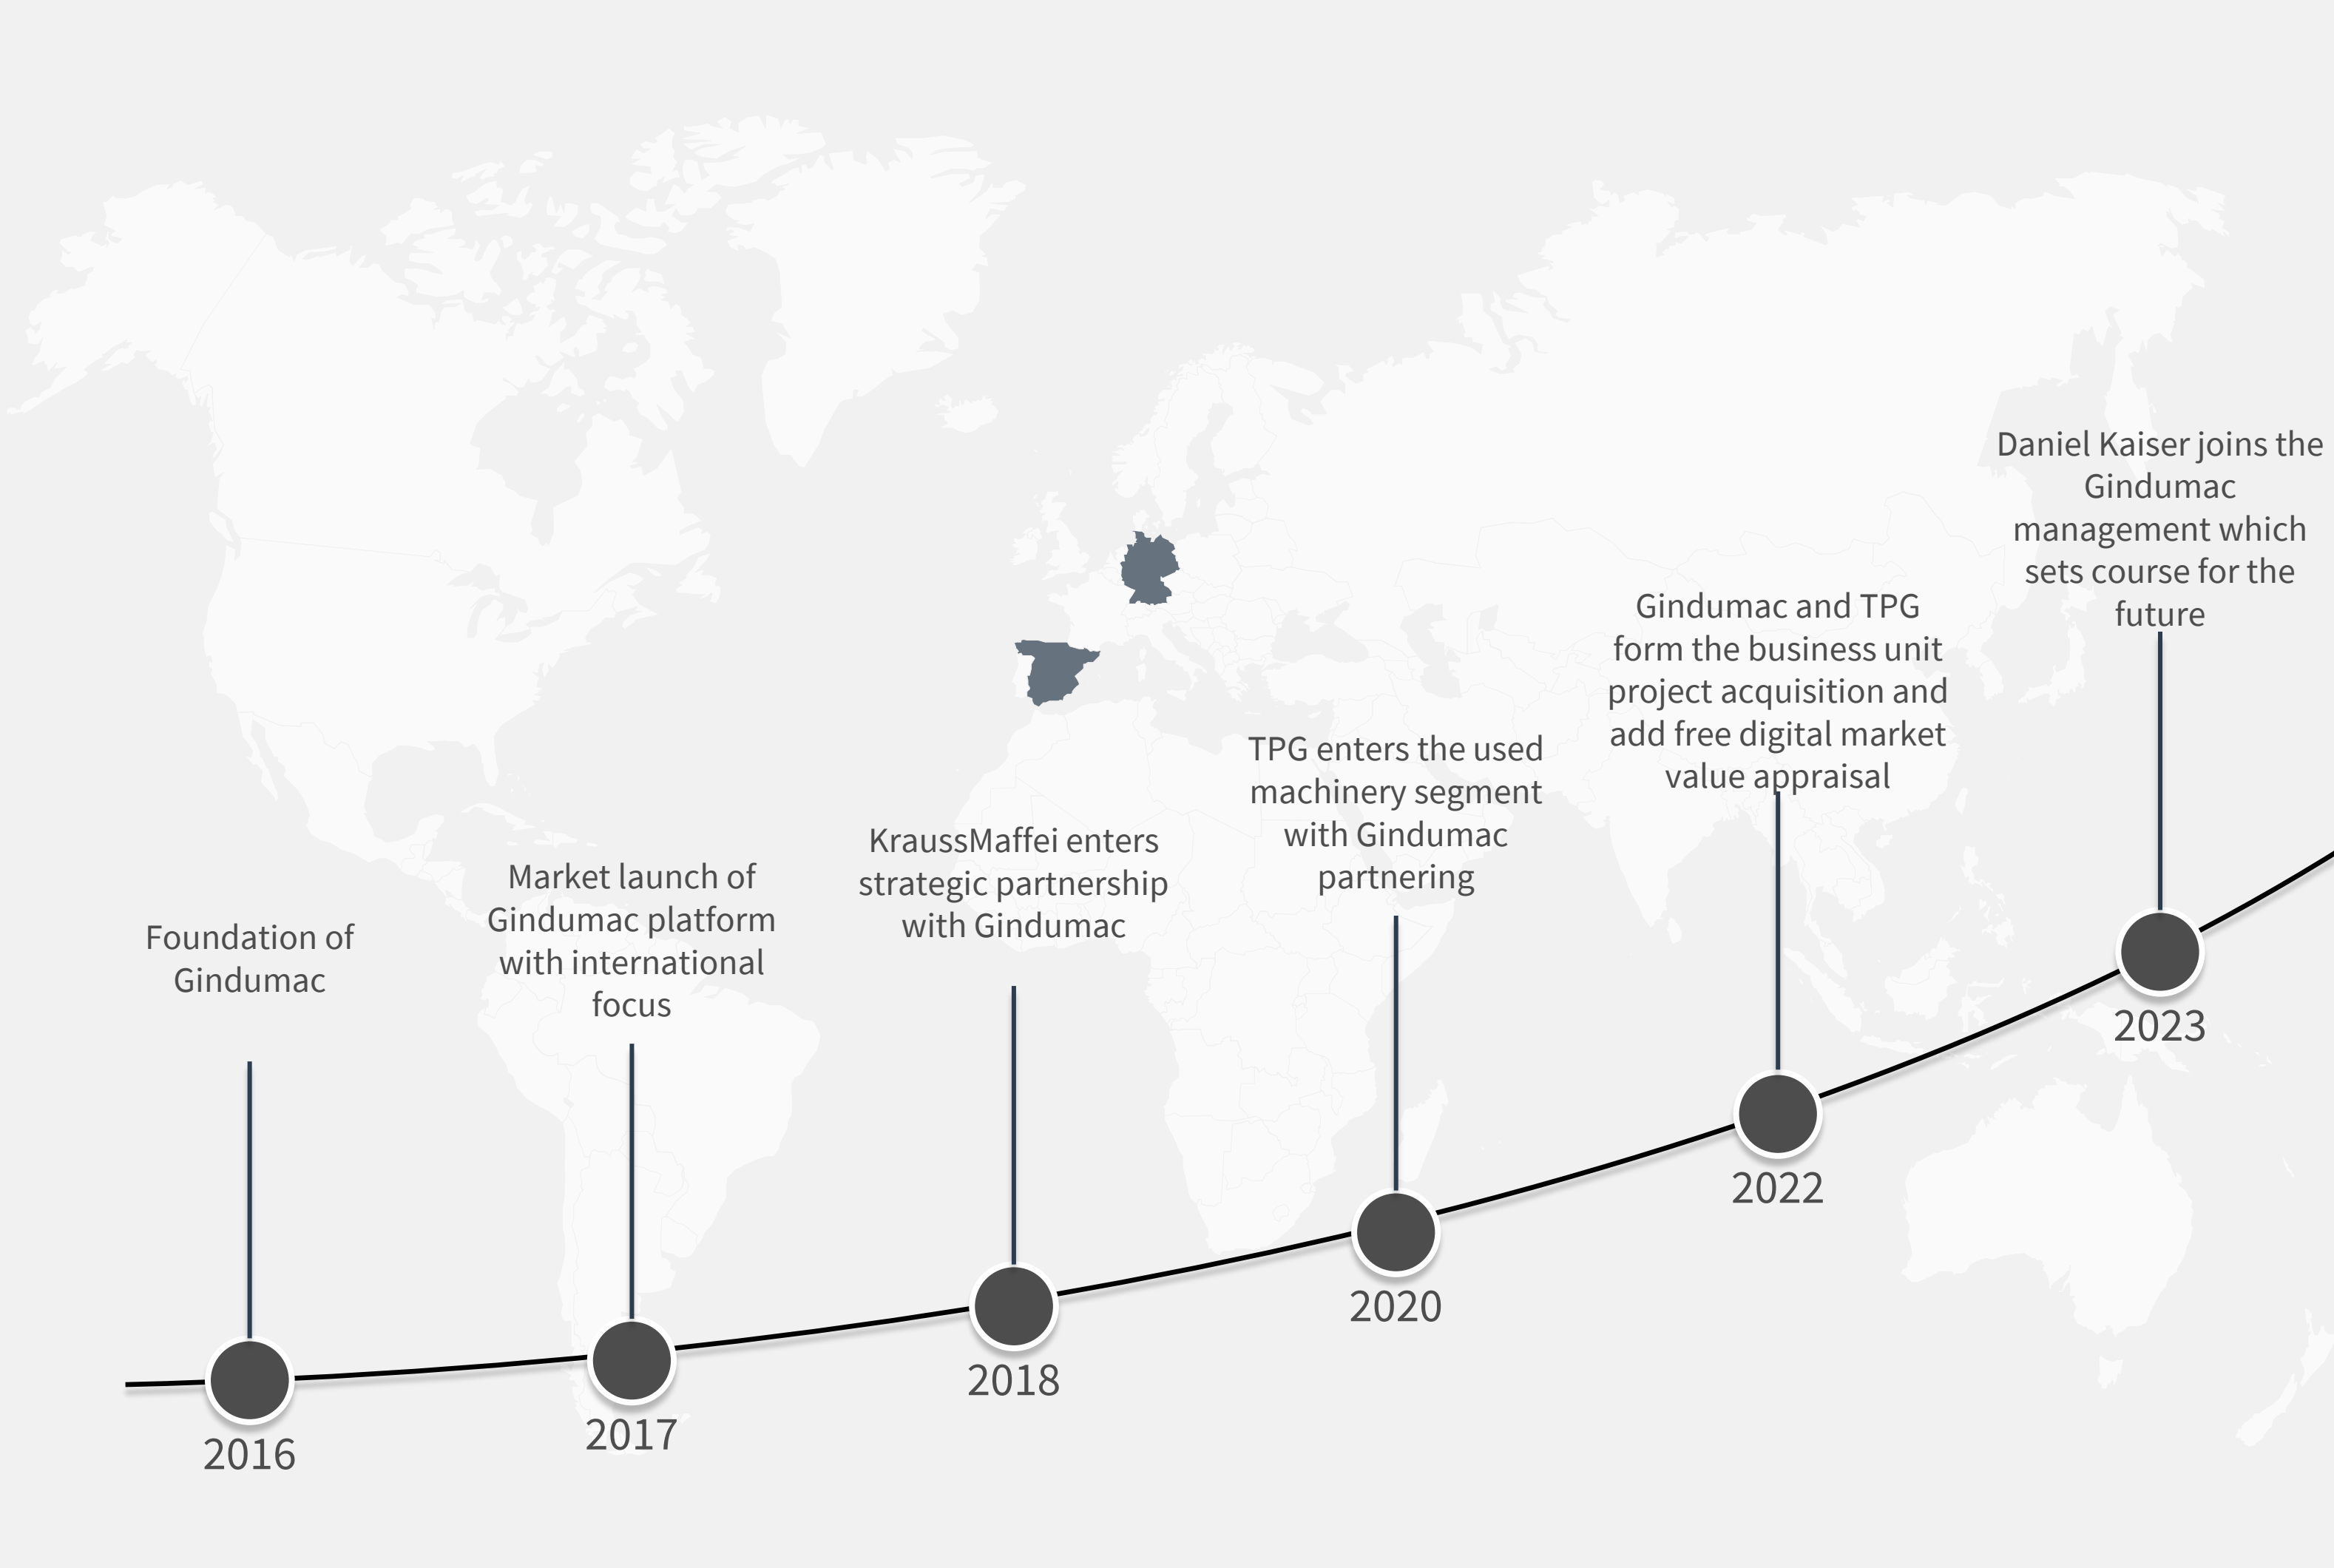 Foundation of
Gindumac
2016
Market launch of
Gindumac platform
with international
focus
2017
KraussMaffei enters
strategic partnership
with Gindumac
2018
TPG enters the used
machinery segment
with Gindumac
partnering
2020
Gindumac and TPG
form the business unit
project acquisition and
add free digital market
value appraisal
2022
Daniel Kaiser joins the
Gindumac
management which
sets course for the
future
2023